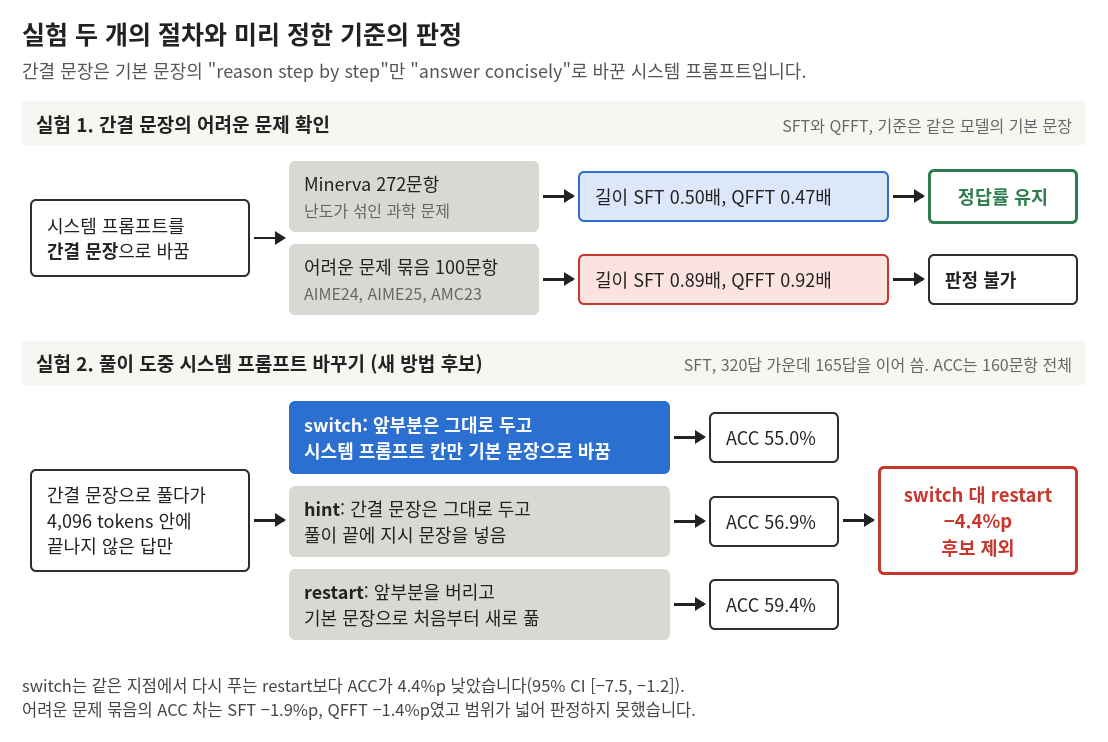 실험 두 개의 절차와 미리 정한 기준의 판정
간결 문장은 기본 문장의 "reason step by step"만 "answer concisely"로 바꾼 시스템 프롬프트입니다.
실험 1. 간결 문장의 어려운 문제 확인
SFT와 QFFT, 기준은 같은 모델의 기본 문장
시스템 프롬프트를
간결 문장으로 바꿈
Minerva 272문항
난도가 섞인 과학 문제
길이 SFT 0.50배, QFFT 0.47배
정답률 유지
어려운 문제 묶음 100문항
AIME24, AIME25, AMC23
길이 SFT 0.89배, QFFT 0.92배
판정 불가
실험 2. 풀이 도중 시스템 프롬프트 바꾸기 (새 방법 후보)
SFT, 320답 가운데 165답을 이어 씀. ACC는 160문항 전체
간결 문장으로 풀다가
4,096 tokens 안에
끝나지 않은 답만
switch: 앞부분은 그대로 두고
시스템 프롬프트 칸만 기본 문장으로 바꿈
ACC 55.0%
hint: 간결 문장은 그대로 두고
풀이 끝에 지시 문장을 넣음
ACC 56.9%
restart: 앞부분을 버리고
기본 문장으로 처음부터 새로 풂
ACC 59.4%
switch 대 restart
−4.4%p
후보 제외
switch는 같은 지점에서 다시 푸는 restart보다 ACC가 4.4%p 낮았습니다(95% CI [−7.5, −1.2]).
어려운 문제 묶음의 ACC 차는 SFT −1.9%p, QFFT −1.4%p였고 범위가 넓어 판정하지 못했습니다.